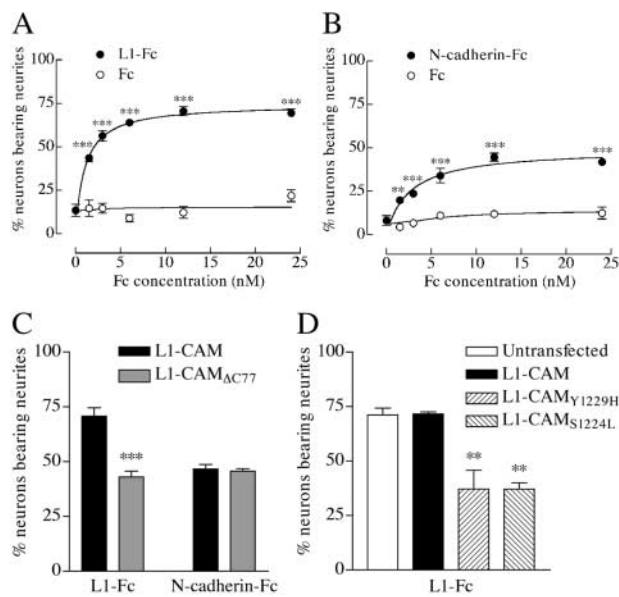 A
L1-Fc
Fc
% neurons bearing neurites
100
75
50
25
0
***
***
***
***
***
0
5
10
15
20
25
Fc concentration (nM)
B
N-cadherin-Fc
Fc
% neurons bearing neurites
100
75
50
25
0
**
***
***
***
***
0
5
10
15
20
25
Fc concentration (nM)
C
L1-CAM
L1-CAMΔC77
% neurons bearing neurites
100
75
50
25
0
***
L1-Fc
N-cadherin-Fc
D
Untransfected
L1-CAM
L1-CAMY1229H
L1-CAMS1224L
% neurons bearing neurites
100
75
50
25
0
**
**
L1-Fc